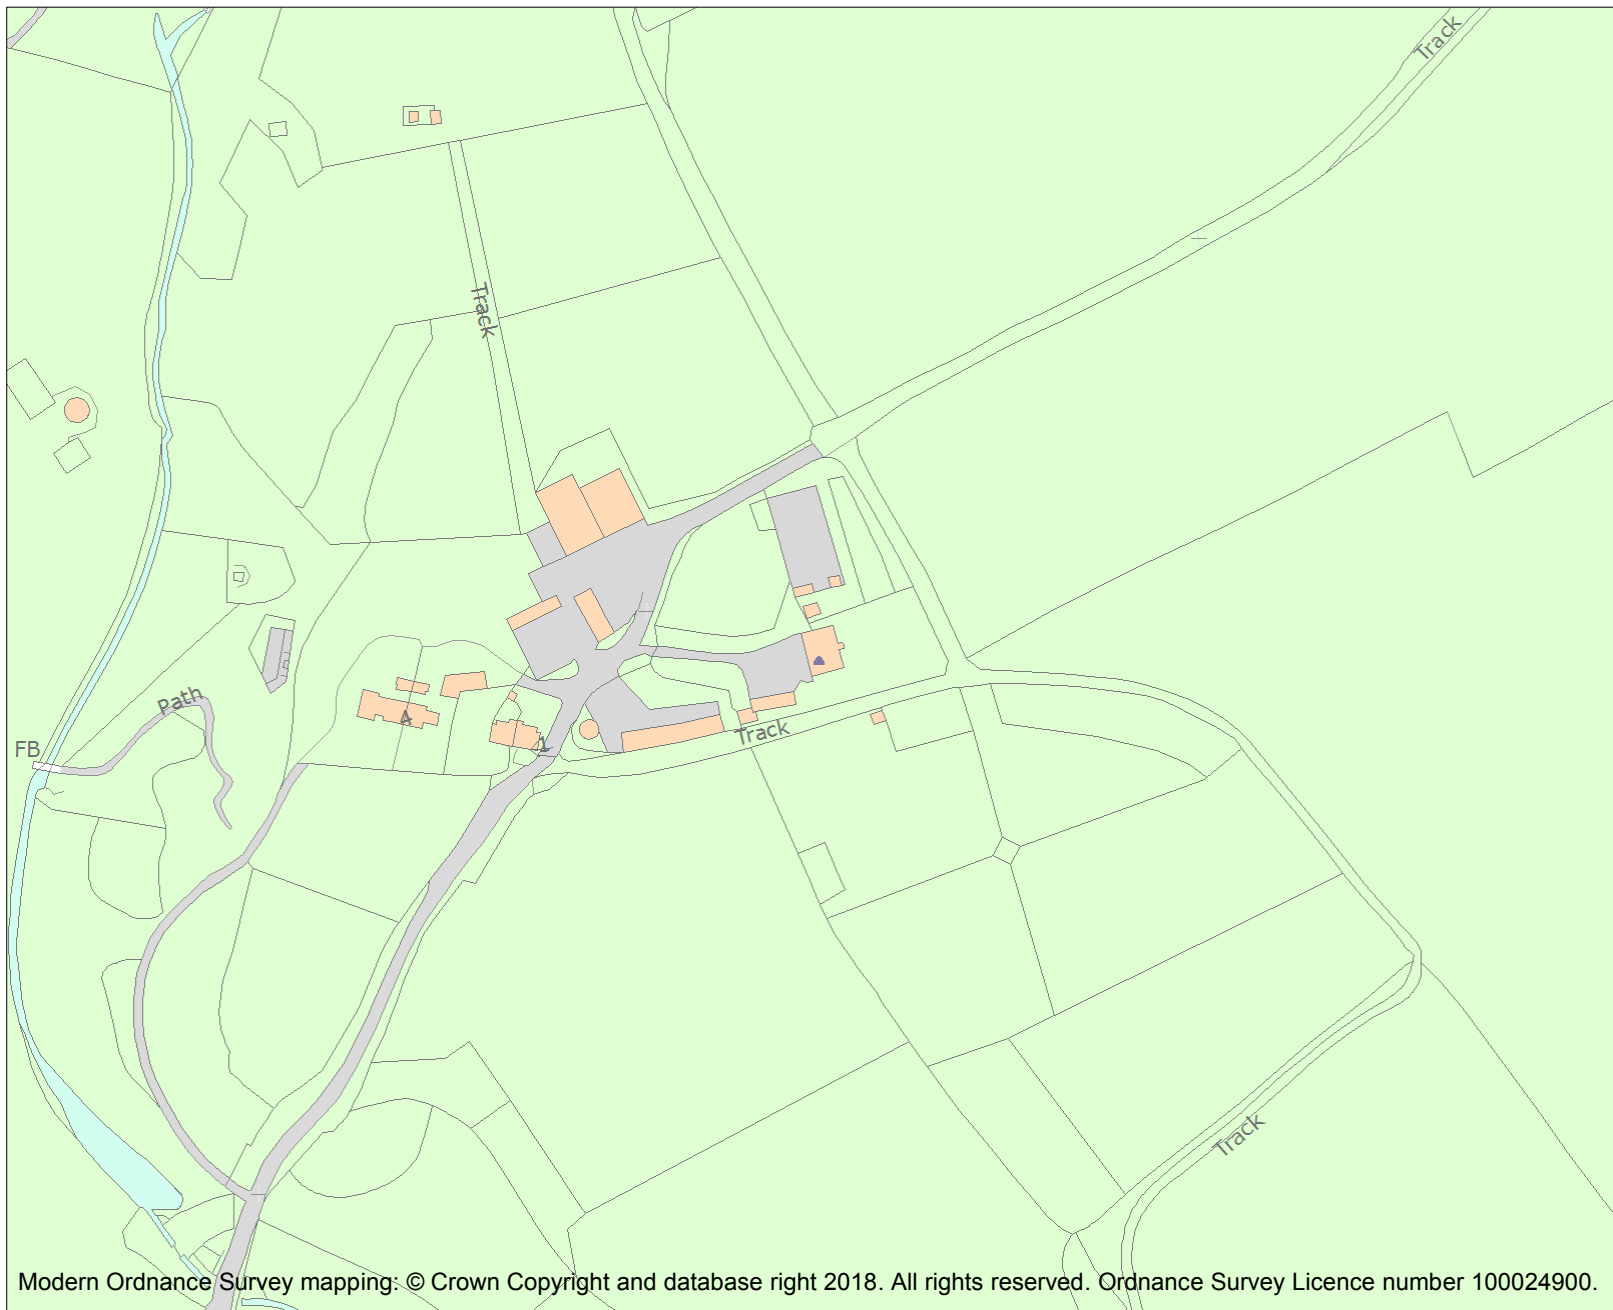 Track
Track
Path
4
1
Track
FB
Track
Modern Ordnance Survey mapping: © Crown Copyright and database right 2018. All rights reserved. Ordnance Survey Licence number 100024900.